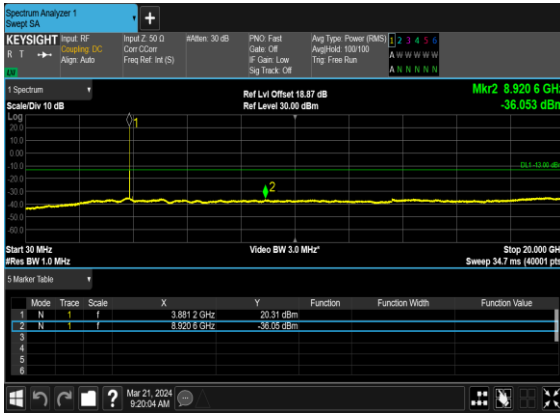 Spectrum Analyzer 1
Swept SA
KEYSIGHT
R T
LW
Input: RF
Coupling: DC
Align: Auto
Input Z: 50 Ω
Corr CCorr
Freq Ref: Int (S)
#Atten: 30 dB
PNO: Fast
Gate: Off
IF Gain: Low
Sig Track: Off
Avg Type: Power (RMS)
Avg|Hold: 100/100
Trig: Free Run
1 2 3 4 5 6
A W W W W W
A N N N N N
1 Spectrum
Scale/Div 10 dB
Log
Ref Lvl Offset 18.87 dB
Ref Level 30.00 dBm
Mkr2 8.920 6 GHz
-36.053 dBm
20.0
10.0
0.00
-10.0
-20.0
-30.0
-40.0
-50.0
-60.0
1
2
DL1 -13.00 dBm
Start 30 MHz
#Res BW 1.0 MHz
Video BW 3.0 MHz*
Stop 20.000 GHz
Sweep 34.7 ms (40001 pts)
5 Marker Table
Mode Trace Scale X Y Function Function Width Function Value
1 N 1 f 3.881 2 GHz 20.31 dBm
2 N 1 f 8.920 6 GHz -36.05 dBm
3
4
5
6
Mar 21, 2024
9:20:04 AM